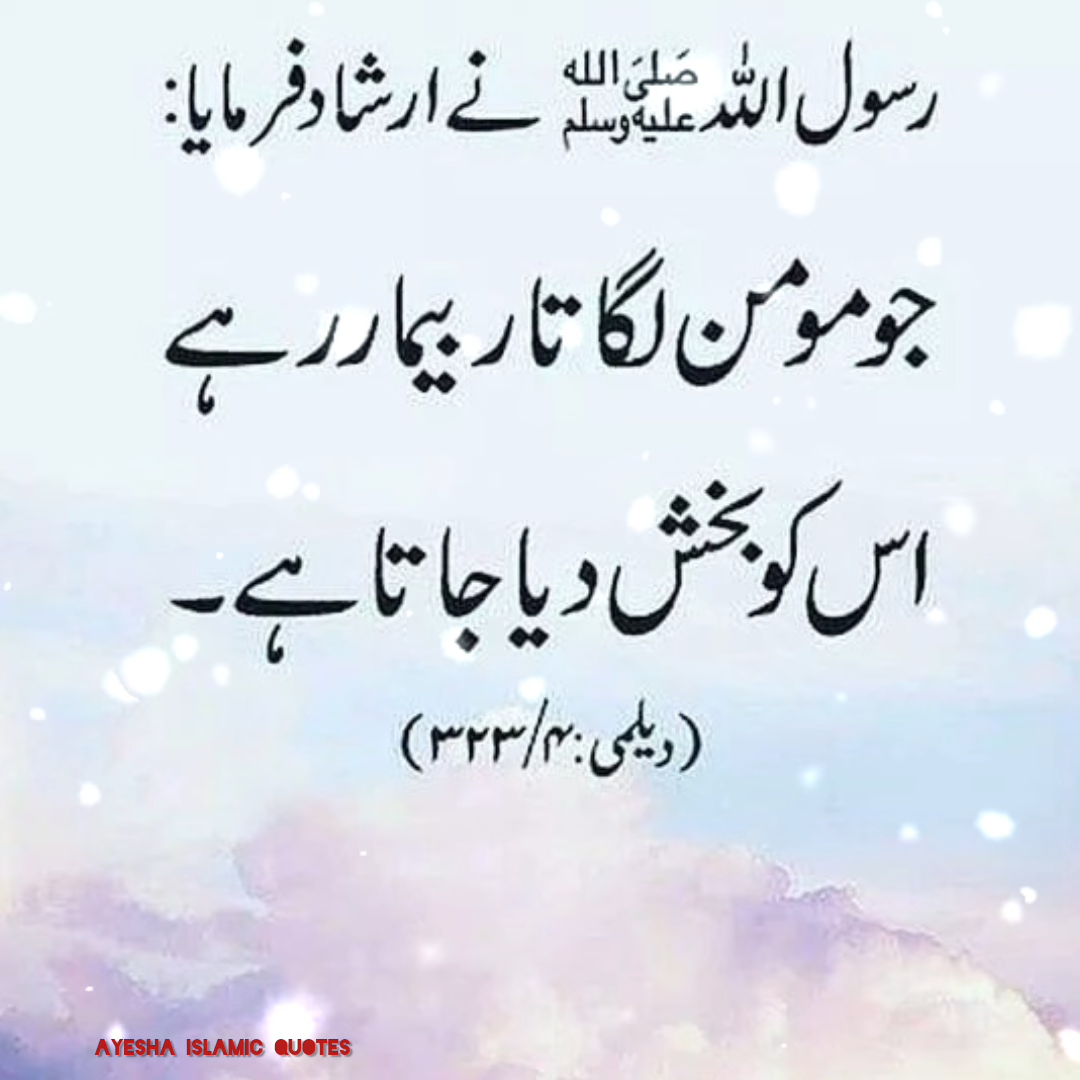 رسول اللہ صَلیَ اللہ علیہ وسلم نے ارشاد فرمایا:
جو مومن لگاتار بیمار رہے
اس کو بخش دیا جاتا ہے۔
(دیلمی: ۴/۳۲۳)
AYESHA ISLAMIC QUOTES